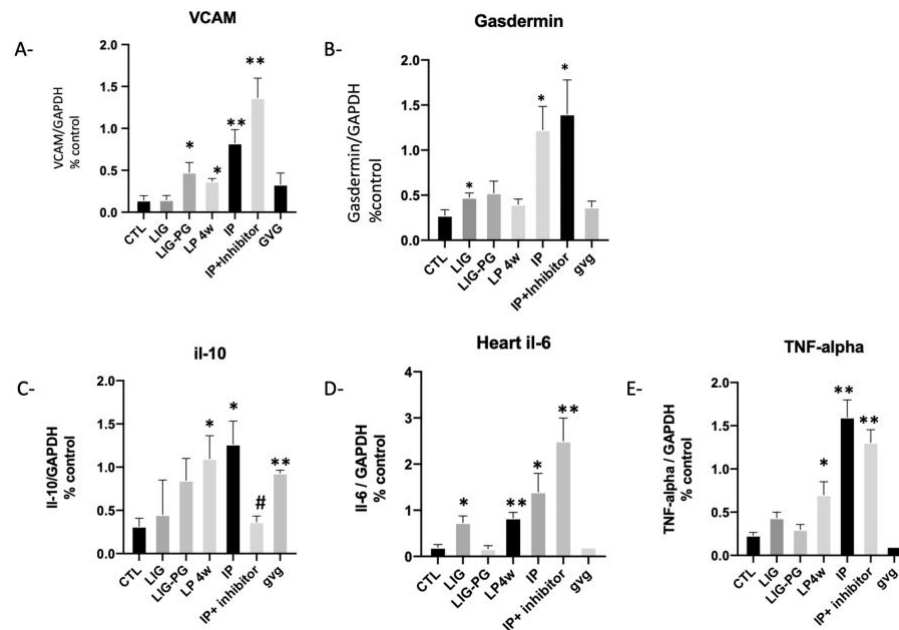 VCAM
A-
VCAM/GAPDH
% control
2.0
1.5
1.0
0.5
0.0
*
*
**
**
CTL
LIG
LIG-PG
LP 4w
IP
IP+Inhibitor
GVG
Gasdermin
B-
Gasdermin/GAPDH
%control
2.0
1.5
1.0
0.5
0.0
*
*
*
CTL
LIG
LIG-PG
LP 4w
IP
IP+Inhibitor
gvg
il-10
C-
Il-10/GAPDH
% control
2.0
1.5
1.0
0.5
0.0
*
*
#
**
CTL
LIG
LIG-PG
LP 4w
IP
IP+ inhibitor
gvg
Heart il-6
D-
Il-6 / GAPDH
% control
4
3
2
1
0
*
**
*
**
CTL
LIG
LIG-PG
LP4w
IP
IP+ inhibitor
gvg
TNF-alpha
E-
TNF-alpha / GAPDH
% control
2.0
1.5
1.0
0.5
0.0
*
**
**
CTL
LIG
LIG-PG
LP4w
IP
IP+ inhibitor
gvg